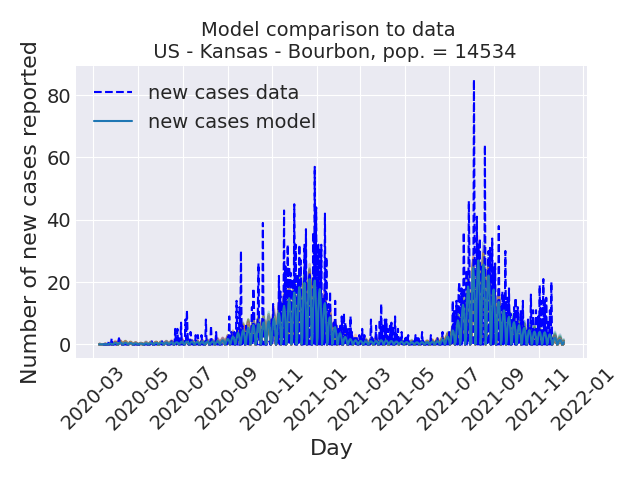 Model comparison to data
US - Kansas - Bourbon, pop. = 14534
Number of new cases reported
80
60
40
20
0
new cases data
new cases model
2020-03
2020-05
2020-07
2020-09
2020-11
2021-01
2021-03
2021-05
2021-07
2021-09
2021-11
2022-01
Day